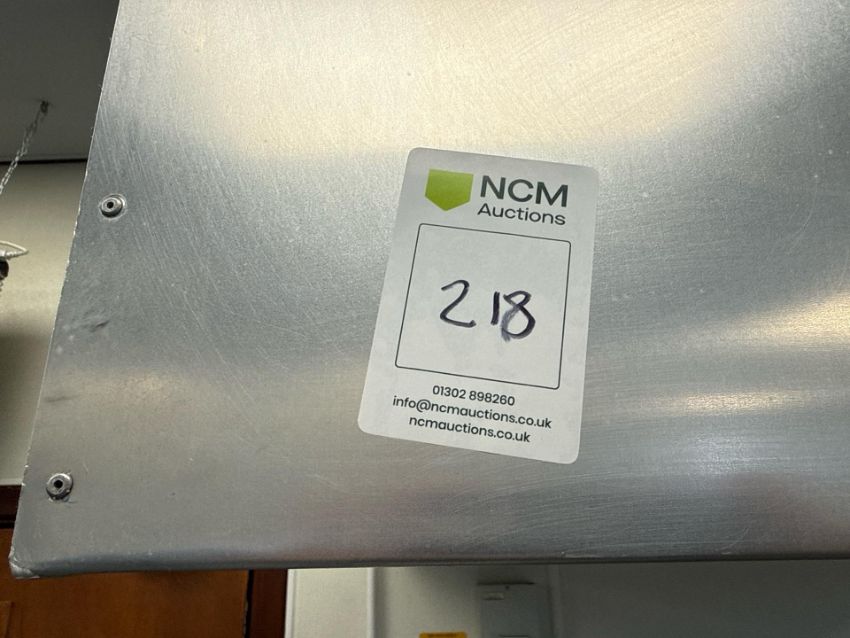 NCM
Auctions
218
01302 898260
info@ncmauctions.co.uk
ncmauctions.co.uk